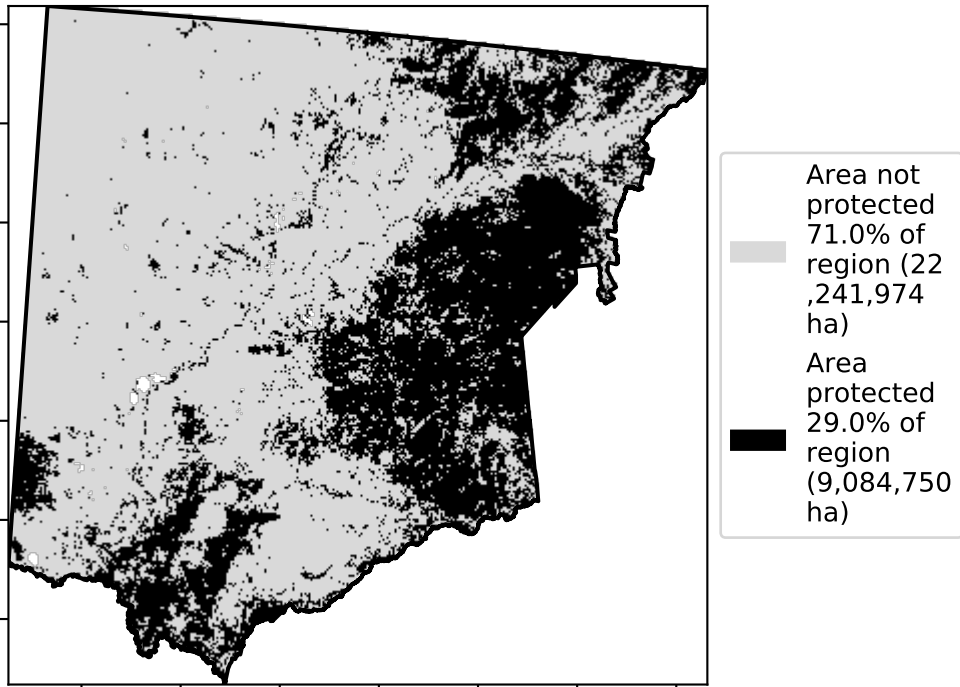 Area not
protected
71.0% of
region (22
,241,974
ha)
Area
protected
29.0% of
region
(9,084,750
ha)